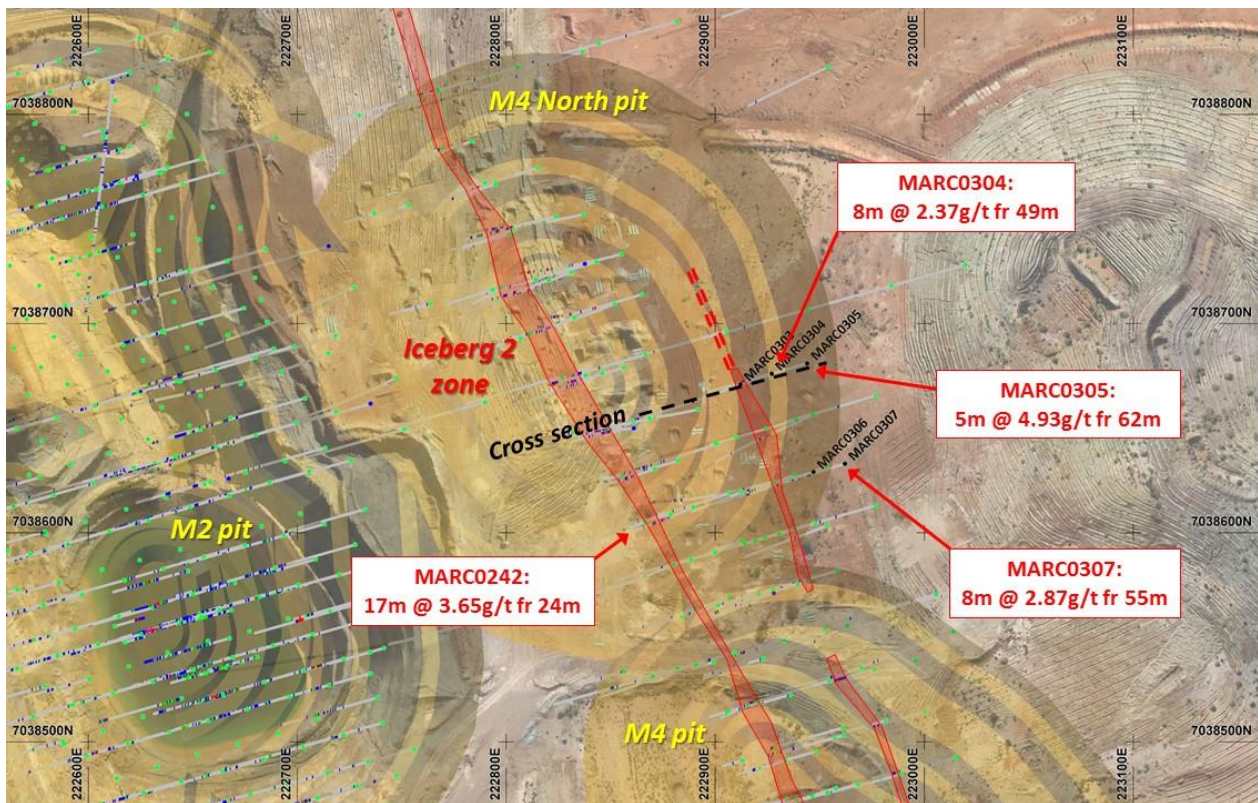 222600E
222700E
222800E
222900E
223000E
223100E
M4 North pit
7038800N
7038800N
MARC0304:
8m @ 2.37g/t fr 49m
7038700N
7038700N
MARC0303
MARC0304
MARC0305
Iceberg 2
zone
MARC0305:
5m @ 4.93g/t fr 62m
Cross section
MARC0306
MARC0307
M2 pit
7038600N
7038600N
MARC0242:
17m @ 3.65g/t fr 24m
MARC0307:
8m @ 2.87g/t fr 55m
M4 pit
7038500N
7038500N
222600E
222700E
222800E
222900E
223000E
223100E